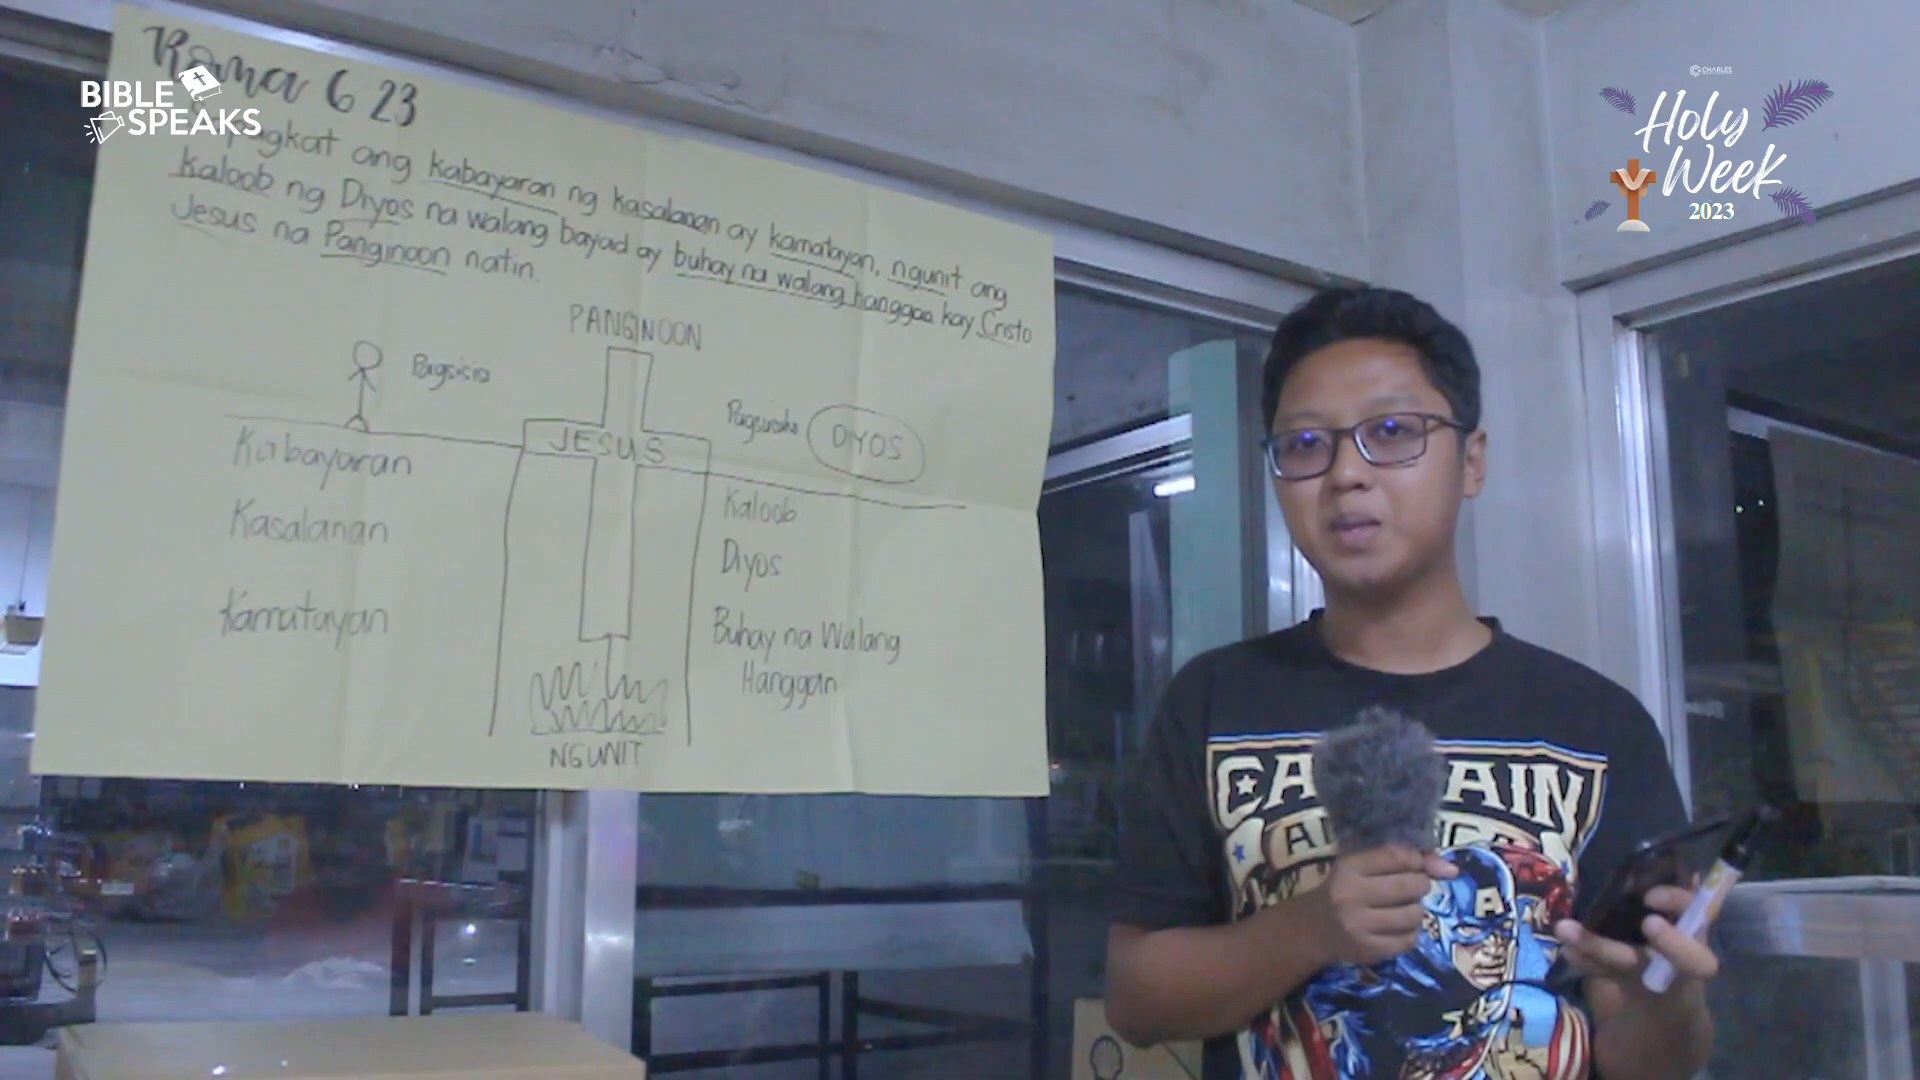 Roma 6 23
BIBLE
SPEAKS
pagkat ang kabayaran ng kasalanan ay kamatayan, ngunit ang
Kaloob ng Diyos na walang bayad ay buhay na walang hanggan kay Cristo
Jesus na Panginoon natin.
CHARLES
Holy
Week
2023
PANGINOON
Pagsisisi
JESUS
DIYOS
Kabayaran
Kasalanan
Kamatayan
Kaloob
Diyos
Buhay na Walang
Hanggan
NGUNIT
CAPTAIN
A